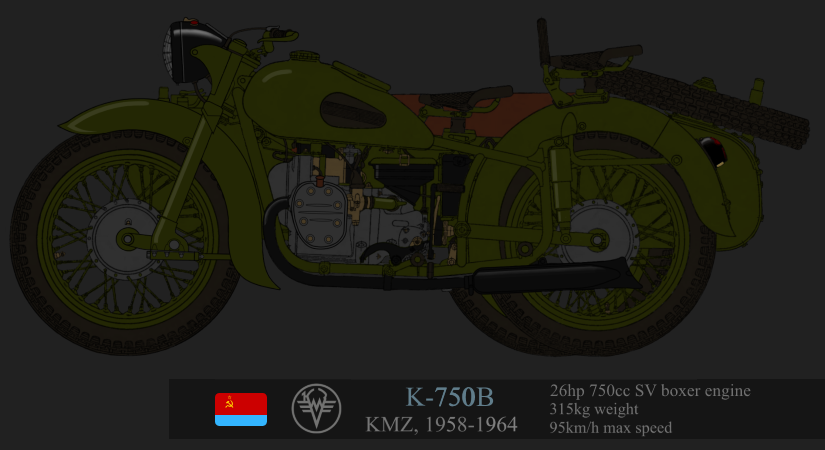 K-750B
KMZ, 1958-1964
26hp 750cc SV boxer engine
315kg weight
95km/h max speed